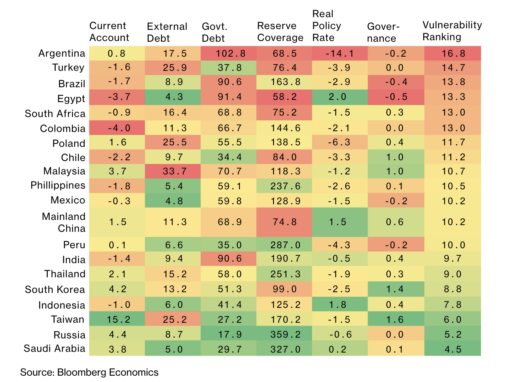 Current Account External Debt Govt. Debt Reserve Coverage Real Policy Rate Gover- nance Vulnerability Ranking
Argentina 0.8 17.5 102.8 68.5 -14.1 -0.2 16.8
Turkey -1.6 25.9 37.8 76.4 -3.9 0.0 14.7
Brazil -1.7 8.9 90.6 163.8 -2.9 -0.4 13.8
Egypt -3.7 4.3 91.4 58.2 2.0 -0.5 13.3
South Africa -0.9 16.4 68.8 75.2 -1.5 0.3 13.0
Colombia -4.0 11.3 66.7 144.6 -2.1 0.0 13.0
Poland 1.6 25.5 55.5 138.5 -6.3 0.4 11.7
Chile -2.2 9.7 34.4 84.0 -3.3 1.0 11.2
Malaysia 3.7 33.7 70.7 118.3 -1.2 1.0 10.7
Phillippines -1.8 5.4 59.1 237.6 -2.6 0.1 10.5
Mexico -0.3 4.8 59.8 128.9 -1.5 -0.2 10.2
Mainland China 1.5 11.3 68.9 74.8 1.5 0.6 10.2
Peru 0.1 6.6 35.0 287.0 -4.3 -0.2 10.0
India -1.4 9.4 90.6 190.7 -0.5 0.4 9.7
Thailand 2.1 15.2 58.0 251.3 -1.9 0.3 9.0
South Korea 4.2 13.2 51.3 99.0 -2.5 1.4 8.8
Indonesia -1.0 6.0 41.4 125.2 1.8 0.4 7.8
Taiwan 15.2 25.2 27.2 170.2 -1.5 1.6 6.0
Russia 4.4 8.7 17.9 359.2 -0.6 0.0 5.2
Saudi Arabia 3.8 5.0 29.7 327.0 0.2 0.1 4.5
Source: Bloomberg Economics